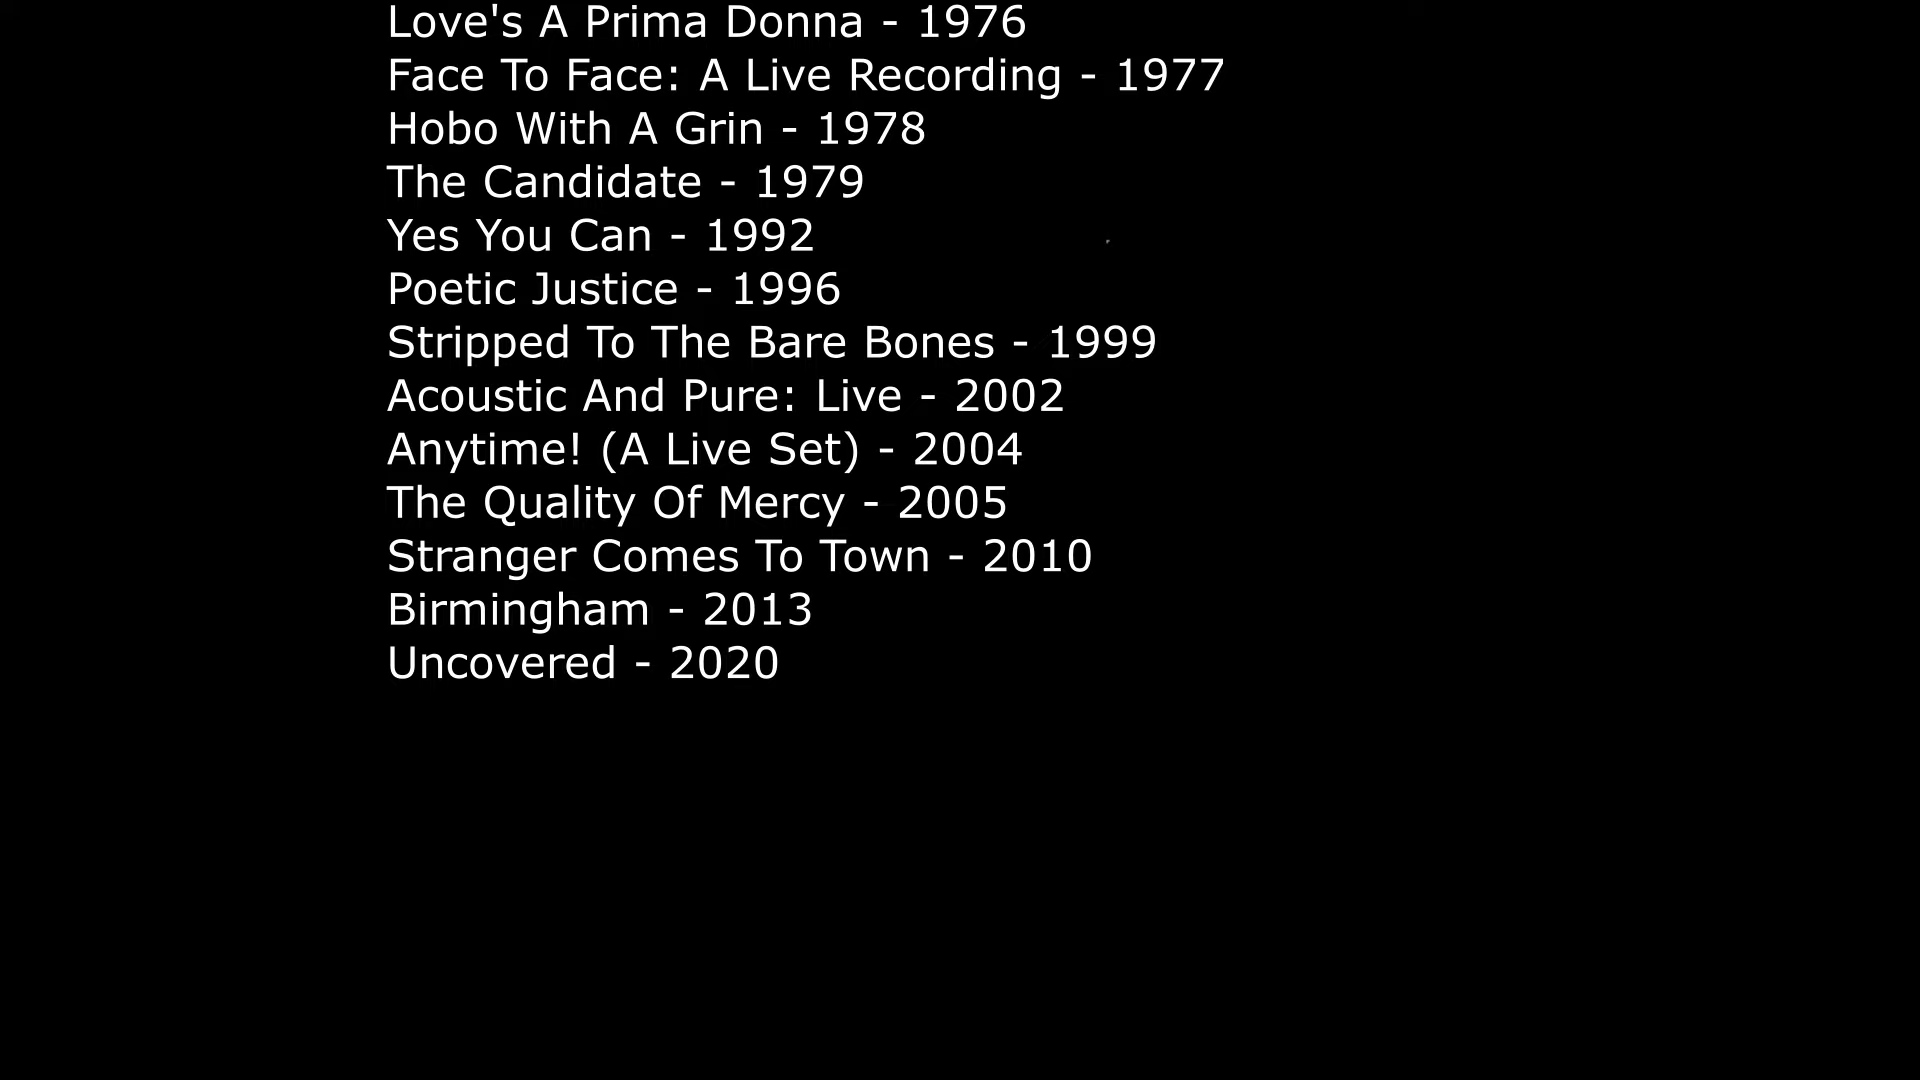 Love's A Prima Donna - 1976
Face To Face: A Live Recording - 1977
Hobo With A Grin - 1978
The Candidate - 1979
Yes You Can - 1992
Poetic Justice - 1996
Stripped To The Bare Bones - 1999
Acoustic And Pure: Live - 2002
Anytime! (A Live Set) - 2004
The Quality Of Mercy - 2005
Stranger Comes To Town - 2010
Birmingham - 2013
Uncovered - 2020